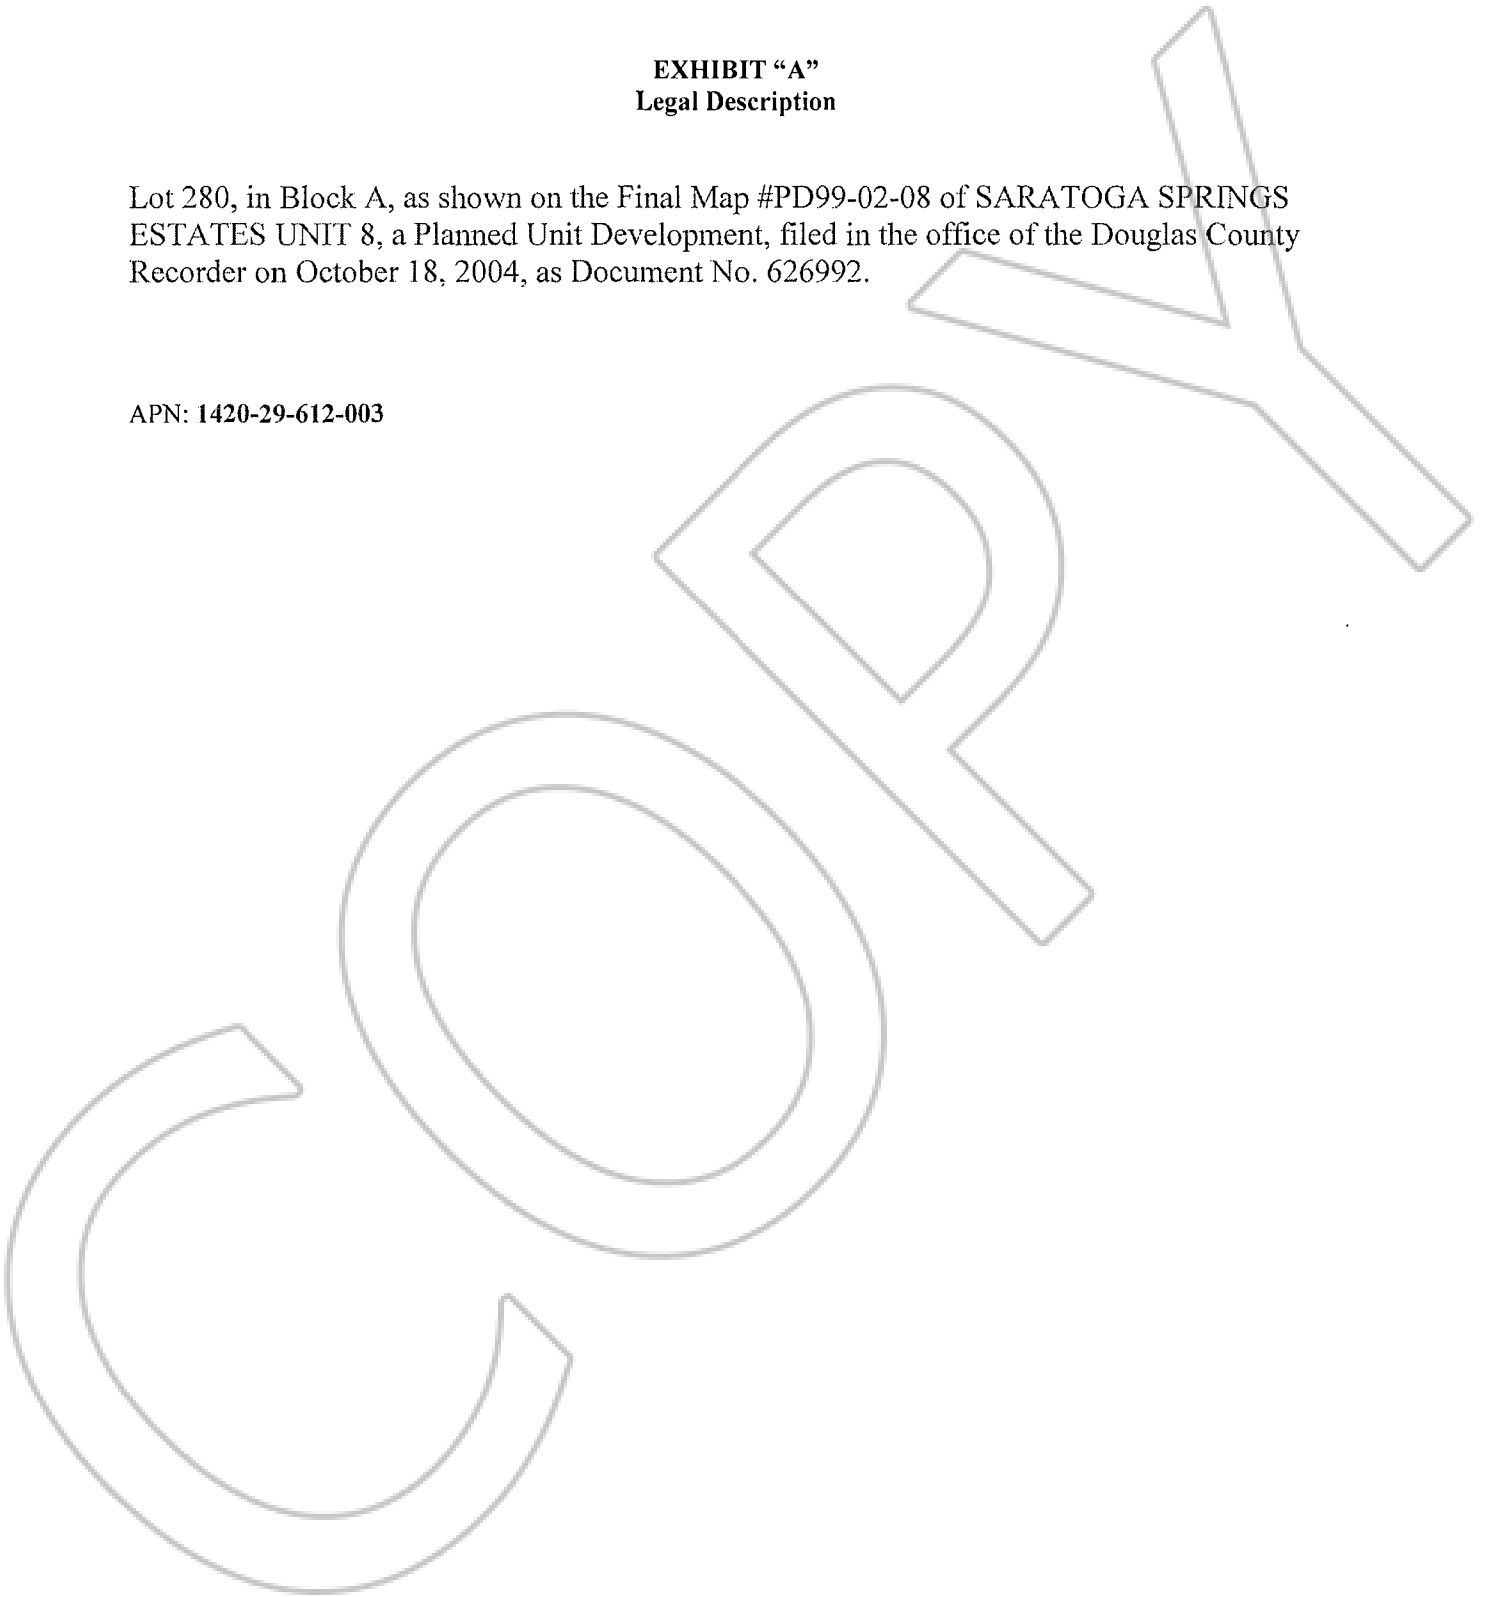 EXHIBIT “A”
Legal Description
Lot 280, in Block A, as shown on the Final Map #PD99-02-08 of SARATOGA SPRINGS
ESTATES UNIT 8, a Planned Unit Development, filed in the office of the Douglas County
Recorder on October 18, 2004, as Document No. 626992.
APN: 1420-29-612-003
COPY